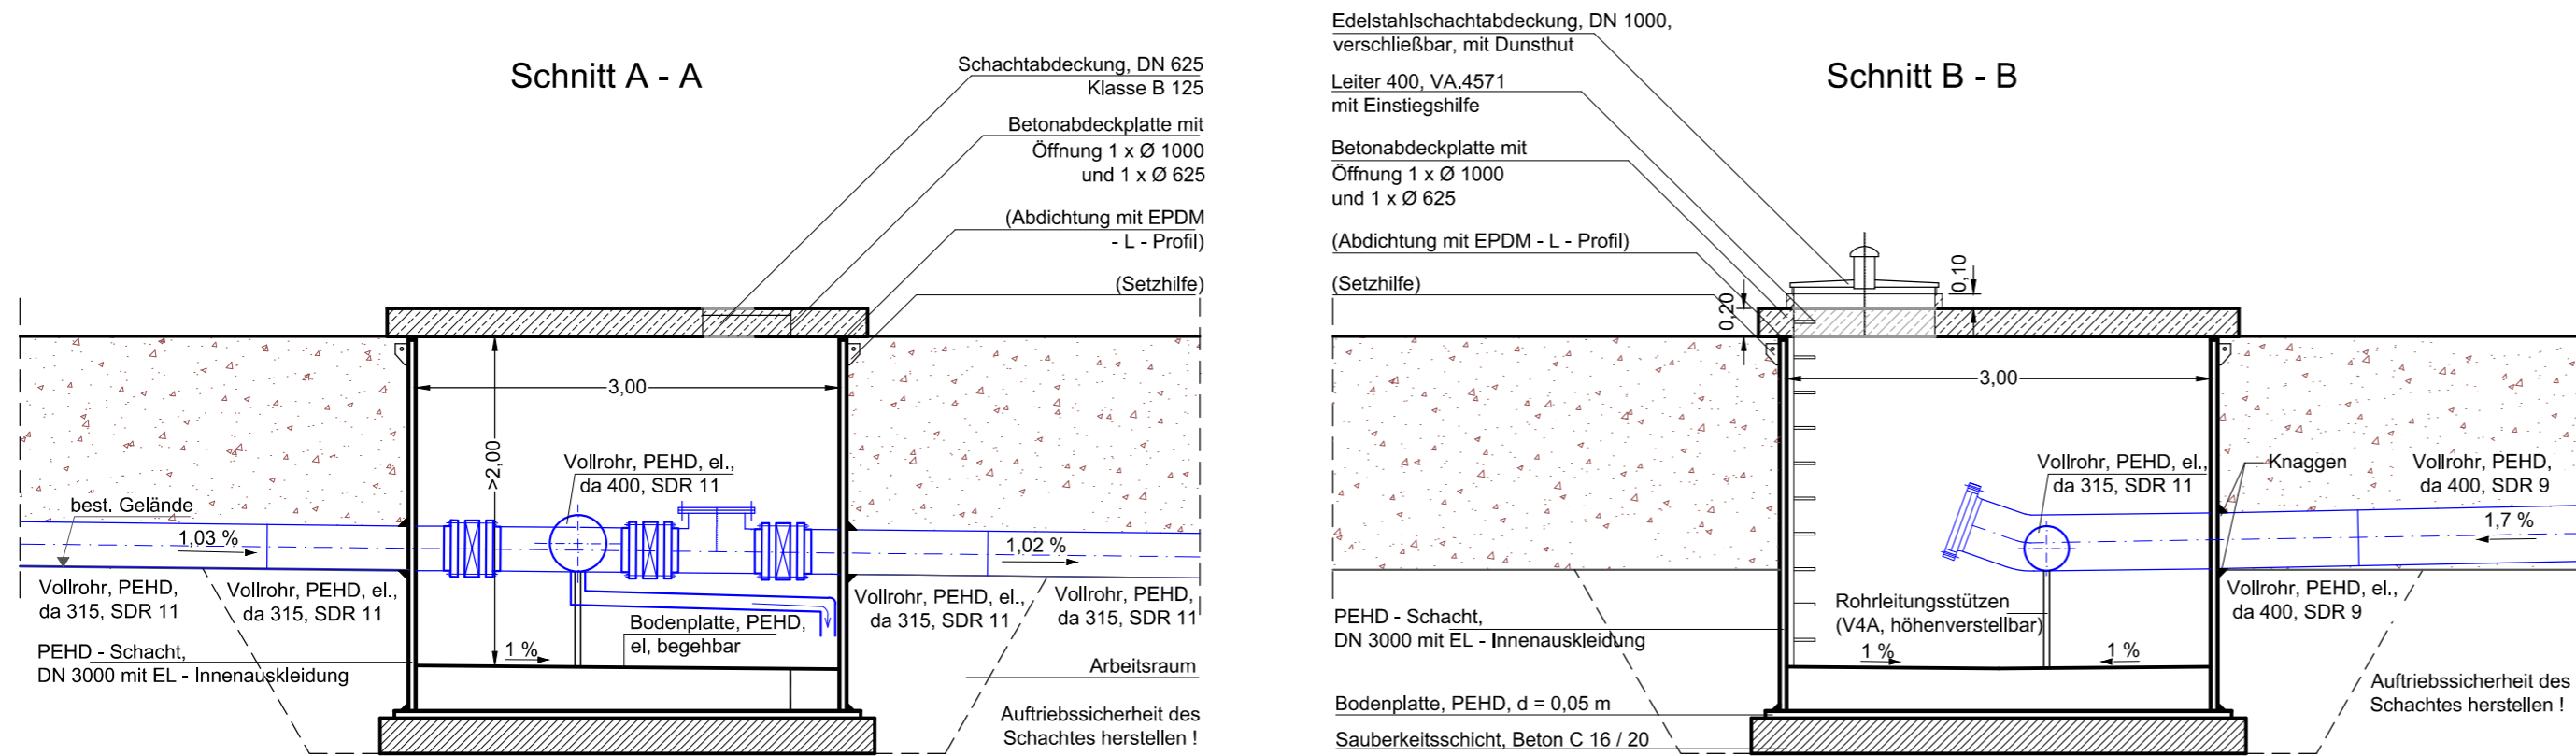 Schnitt A - A
Schachtabdeckung, DN 625
Klasse B 125
Betonabdeckplatte mit
Öffnung 1 x Ø 1000
und 1 x Ø 625
(Abdichtung mit EPDM
- L - Profil)
(Setzhilfe)
3,00
>2,00
Vollrohr, PEHD, el.,
da 400, SDR 11
best. Gelände
1,03 %
1,02 %
Vollrohr, PEHD,
da 315, SDR 11
Vollrohr, PEHD, el.,
da 315, SDR 11
Vollrohr, PEHD, el.,
da 315, SDR 11
Vollrohr, PEHD,
da 315, SDR 11
Bodenplatte, PEHD,
el, begehbar
1 %
PEHD - Schacht,
DN 3000 mit EL - Innenauskleidung
Arbeitsraum
Auftriebssicherheit des
Schachtes herstellen !
Edelstahlschachtabdeckung, DN 1000,
verschließbar, mit Dunsthut
Schnitt B - B
Leiter 400, VA.4571
mit Einstiegshilfe
Betonabdeckplatte mit
Öffnung 1 x Ø 1000
und 1 x Ø 625
(Abdichtung mit EPDM - L - Profil)
(Setzhilfe)
0,20
0,10
3,00
Vollrohr, PEHD, el.,
da 315, SDR 11
Knaggen
Vollrohr, PEHD,
da 400, SDR 9
1,7 %
Vollrohr, PEHD, el.,
da 400, SDR 9
Rohrleitungsstützen
(V4A, höhenverstellbar)
PEHD - Schacht,
DN 3000 mit EL - Innenauskleidung
1 %
1 %
Auftriebssicherheit des
Schachtes herstellen !
Bodenplatte, PEHD, d = 0,05 m
Sauberkeitsschicht, Beton C 16 / 20